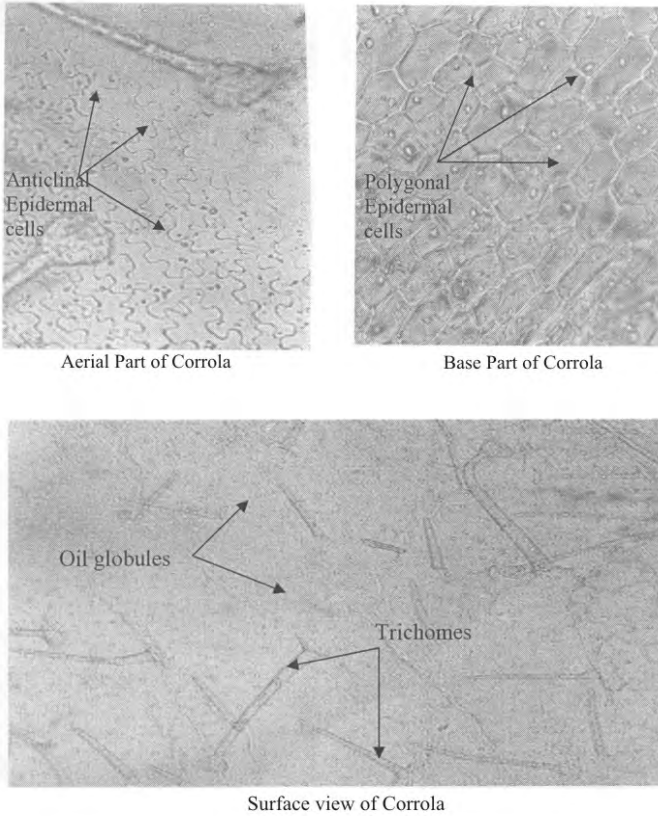 Anticlinal
Epidermal
cells
Polygonal
Epidermal
cells
Aerial Part of Corrola
Base Part of Corrola
Oil globules
Trichomes
Surface view of Corrola